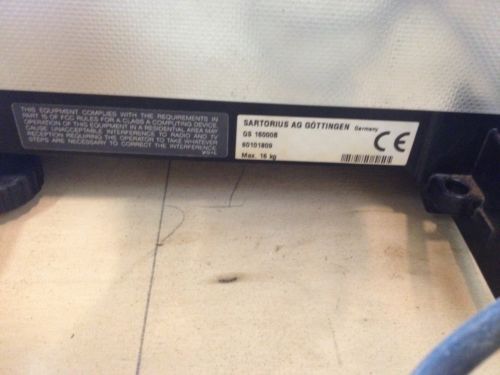 THIS EQUIPMENT COMPLIES WITH THE REQUIREMENTS IN
PART 15 OF FCC RULES FOR A CLASS A COMPUTING DEVICE.
OPERATION OF THIS EQUIPMENT IN A RESIDENTIAL AREA MAY
CAUSE UNACCEPTABLE INTERFERENCE TO RADIO AND TV
RECEPTION REQUIRING THE OPERATOR TO TAKE WHATEVER
STEPS ARE NECESSARY TO CORRECT THE INTERFERENCE.
SARTORIUS AG GÖTTINGEN Germany
GS 16000B
60101809
Max. 16 kg
CE